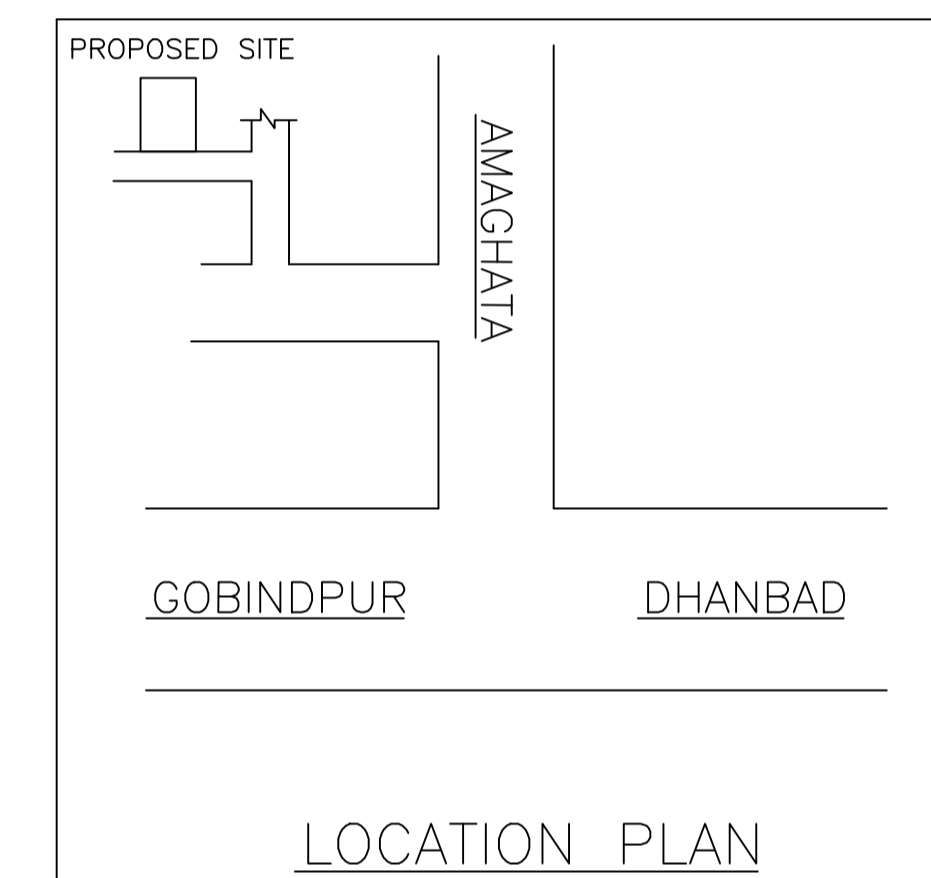 PROPOSED SITE
AMAGHATA
GOBINDPUR
DHANBAD
LOCATION PLAN